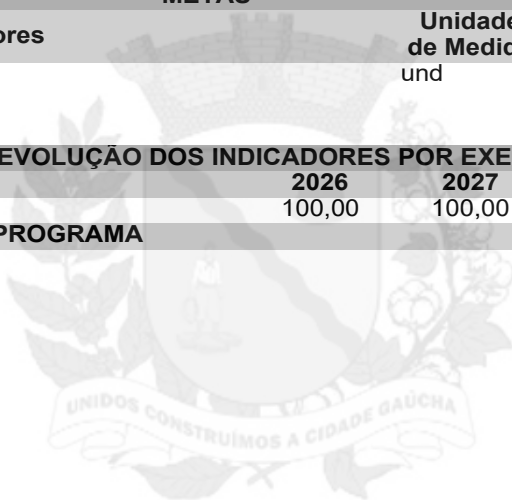 METAS
ores
Unidade
de Medid
und
EVOLUÇÃO DOS INDICADORES POR EXE
2026 2027
100,00 100,00
PROGRAMA
UNIDOS CONSTRUÍMOS A CIDADE GAÚCHA